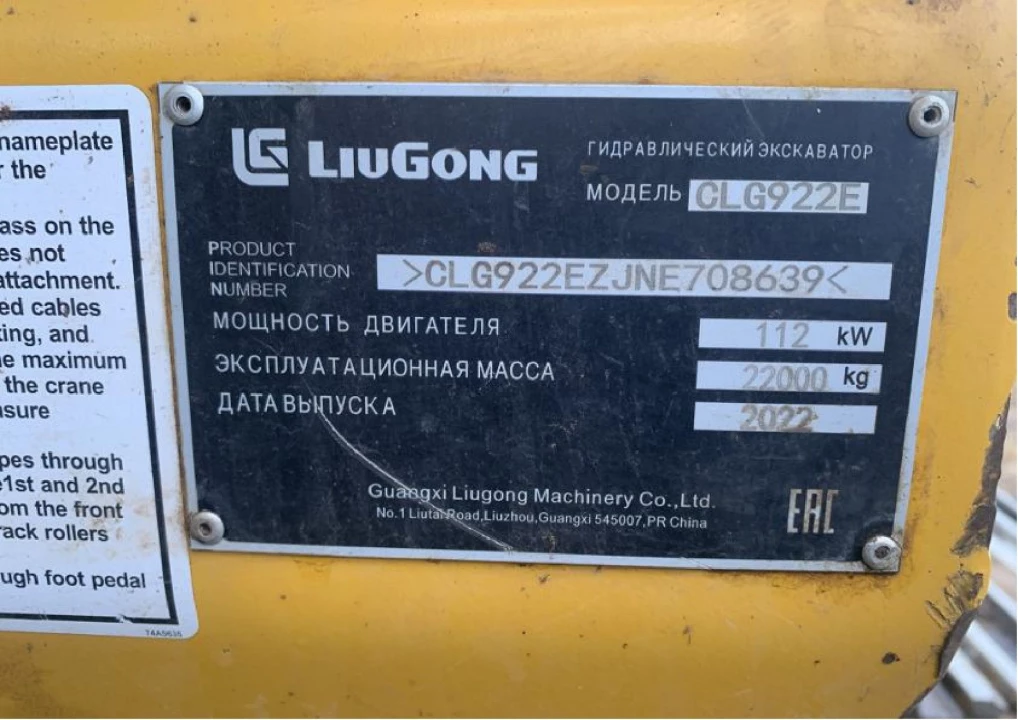 nameplate
r the
ass on the
es not
attachment.
ed cables
ting, and
e maximum
the crane
asure
pes through
e1st and 2nd
om the front
rack rollers
ugh foot pedal
74A5635
LIUGONG
ГИДРАВЛИЧЕСКИЙ ЭКСКАВАТОР
МОДЕЛЬ CLG922E
PRODUCT
IDENTIFICATION
NUMBER
>CLG922EZJNE708639<
МОЩНОСТЬ ДВИГАТЕЛЯ 112 kW
ЭКСПЛУАТАЦИОННАЯ МАССА 22000 kg
ДАТА ВЫПУСКА 2022
Guangxi Liugong Machinery Co.,Ltd.
No.1 Liutai Road,Liuzhou,Guangxi 545007,PR China
EAC